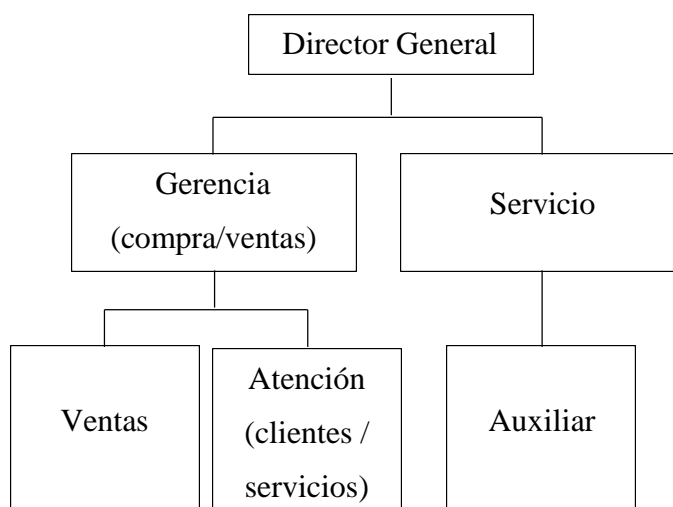 Director General
Gerencia
(compra/ventas)
Servicio
Ventas
Atención
(clientes /
servicios)
Auxiliar